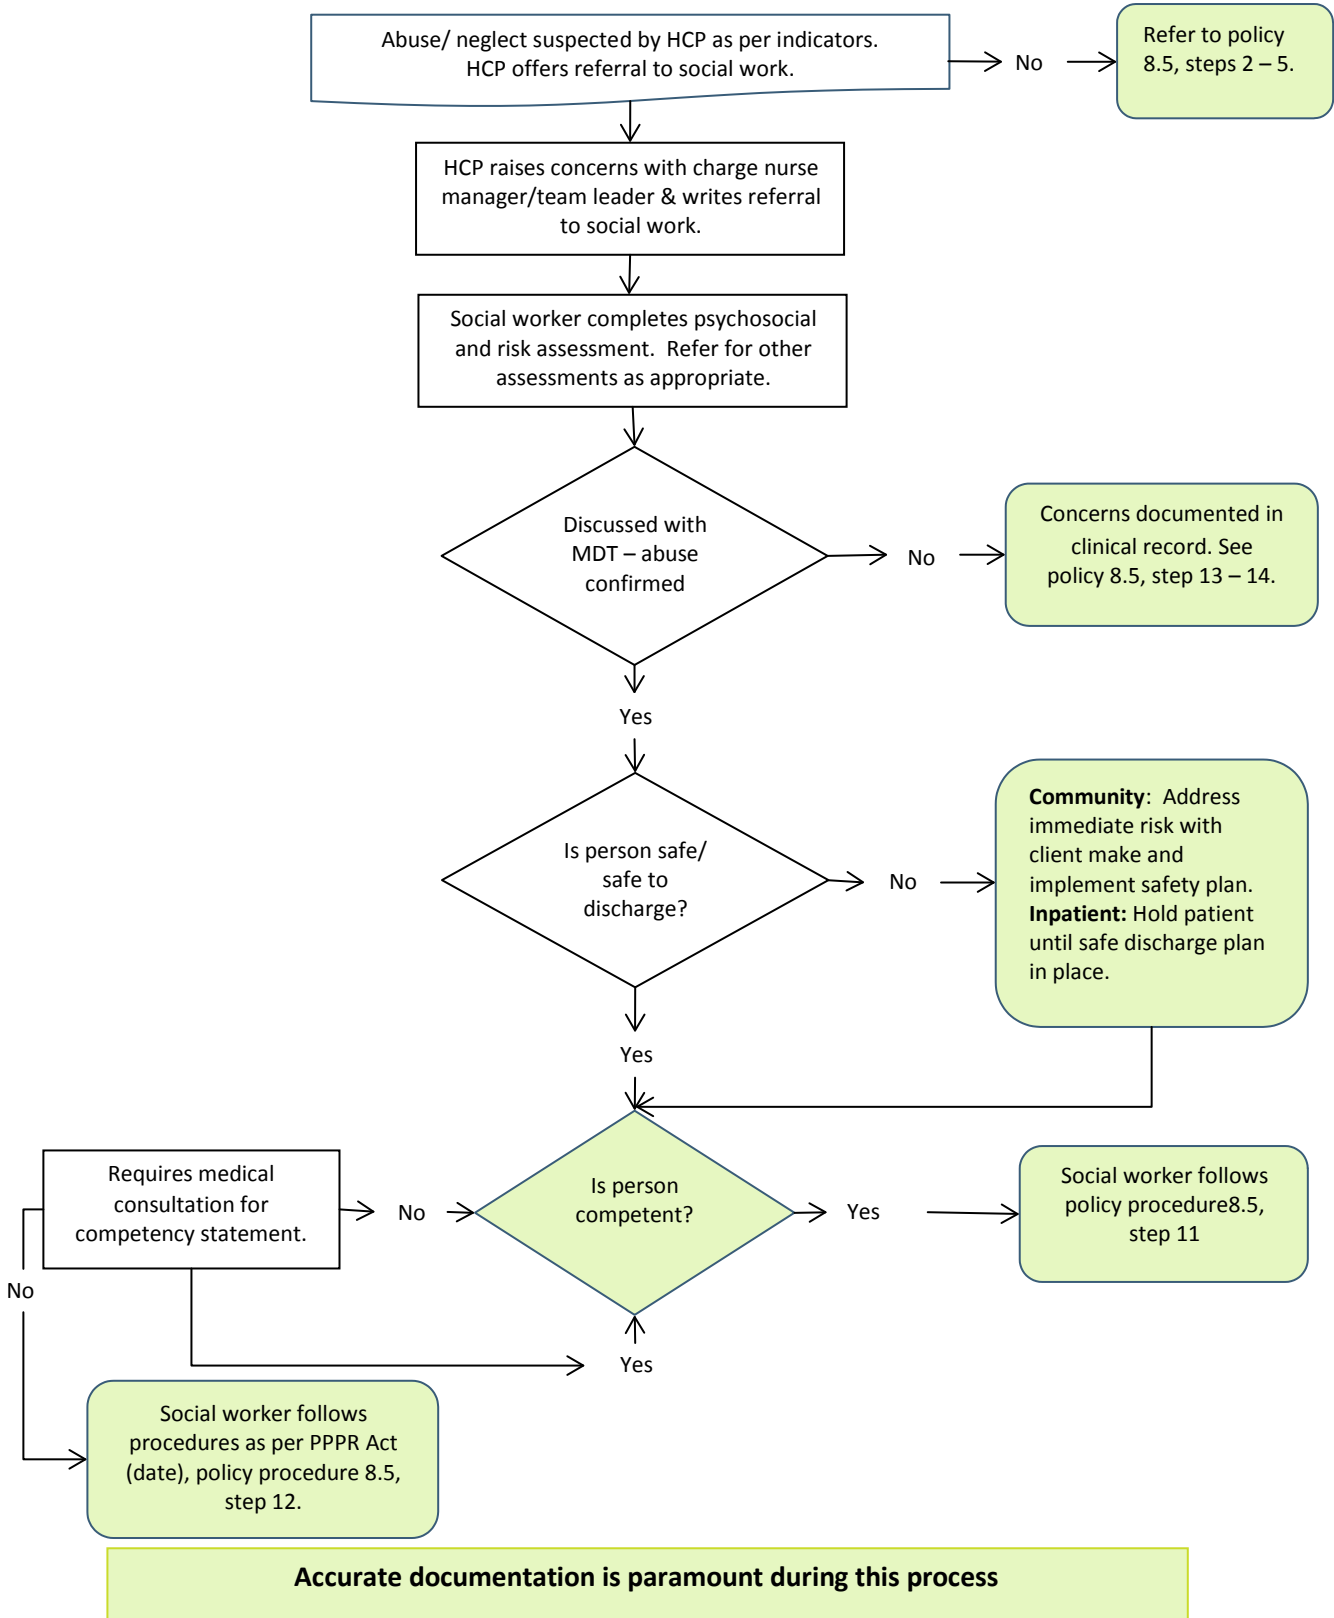 Abuse/ neglect suspected by HCP as per indicators.
HCP offers referral to social work.
No
Refer to policy
8.5, steps 2 – 5.
HCP raises concerns with charge nurse
manager/team leader & writes referral
to social work.
Social worker completes psychosocial
and risk assessment.  Refer for other
assessments as appropriate.
Discussed with
MDT – abuse
confirmed
No
Concerns documented in
clinical record. See
policy 8.5, step 13 – 14.
Yes
Is person safe/
safe to
discharge?
No
Community:  Address
immediate risk with
client make and
implement safety plan.
Inpatient: Hold patient
until safe discharge plan
in place.
Yes
Requires medical
consultation for
competency statement.
No
Is person
competent?
Yes
Social worker follows
policy procedure8.5,
step 11
No
Yes
Social worker follows
procedures as per PPPR Act
(date), policy procedure 8.5,
step 12.
Accurate documentation is paramount during this process